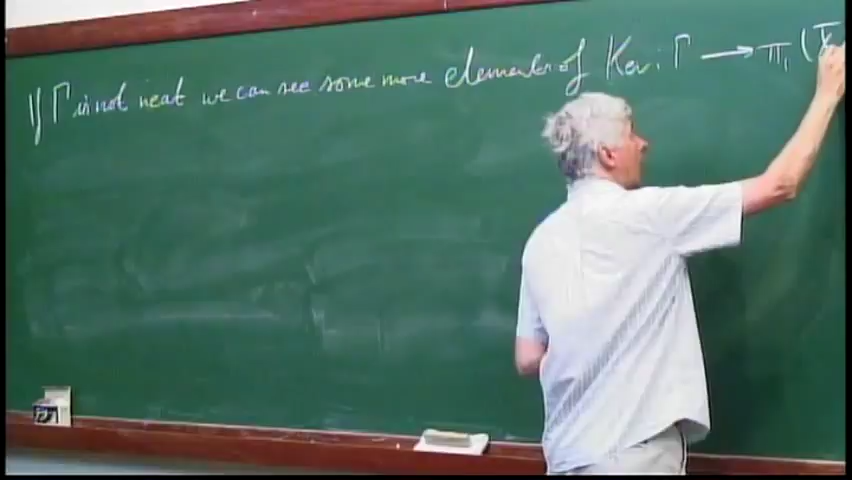 If Γ is not neat we can see some more elements of Ker : Γ → π₁(X̄